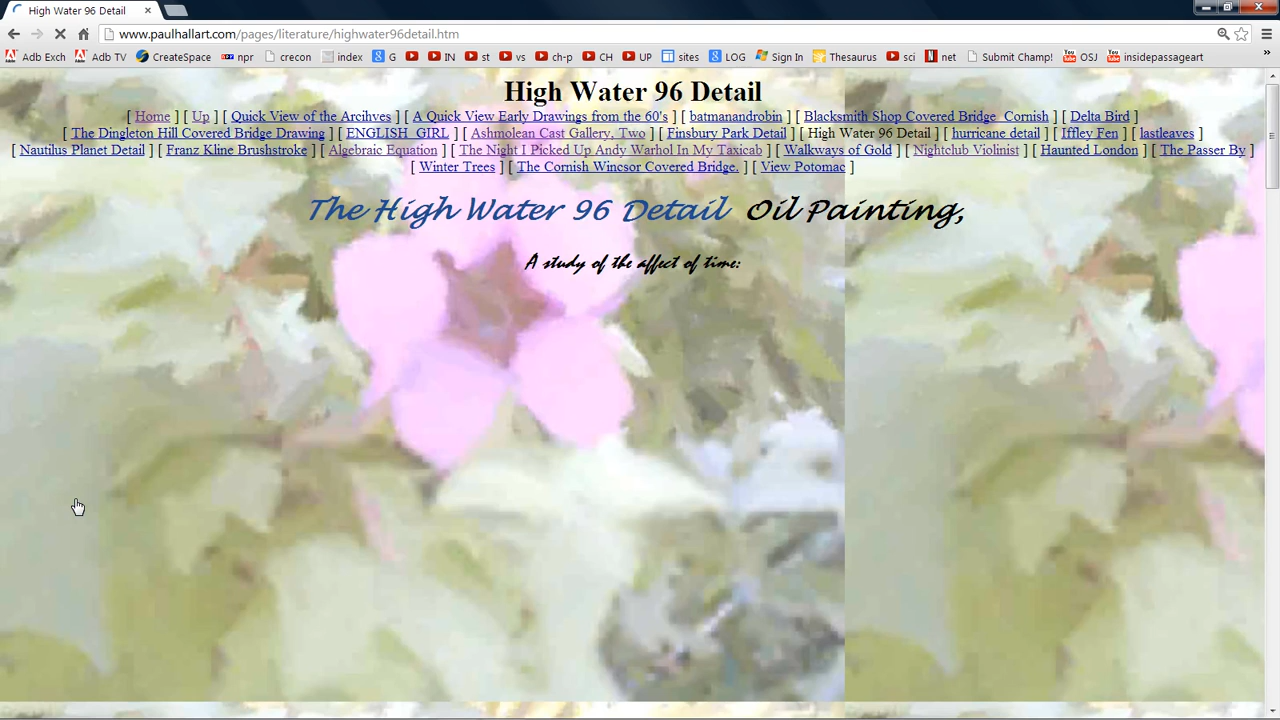 High Water 96 Detail
www.paulhallart.com/pages/literature/highwater96detail.htm
Adb Exch Adb TV CreateSpace npr crecon index G IN st vs ch-p CH UP sites LOG Sign In Thesaurus sci net Submit Champ! OSJ insidepassageart »
High Water 96 Detail
[ Home ] [ Up ] [ Quick View of the Arcihves ] [ A Quick View Early Drawings from the 60's ] [ batmanandrobin ] [ Blacksmith Shop Covered Bridge Cornish ] [ Delta Bird ]
[ The Dingleton Hill Covered Bridge Drawing ] [ ENGLISH GIRL ] [ Ashmolean Cast Gallery, Two ] [ Finsbury Park Detail ] [ High Water 96 Detail ] [ hurricane detail ] [ Iffley Fen ] [ lastleaves ]
[ Nautilus Planet Detail ] [ Franz Kline Brushstroke ] [ Algebraic Equation ] [ The Night I Picked Up Andy Warhol In My Taxicab ] [ Walkways of Gold ] [ Nightclub Violinist ] [ Haunted London ] [ The Passer By ]
[ Winter Trees ] [ The Cornish Wincsor Covered Bridge. ] [ View Potomac ]
The High Water 96 Detail Oil Painting,
A study of the affect of time: